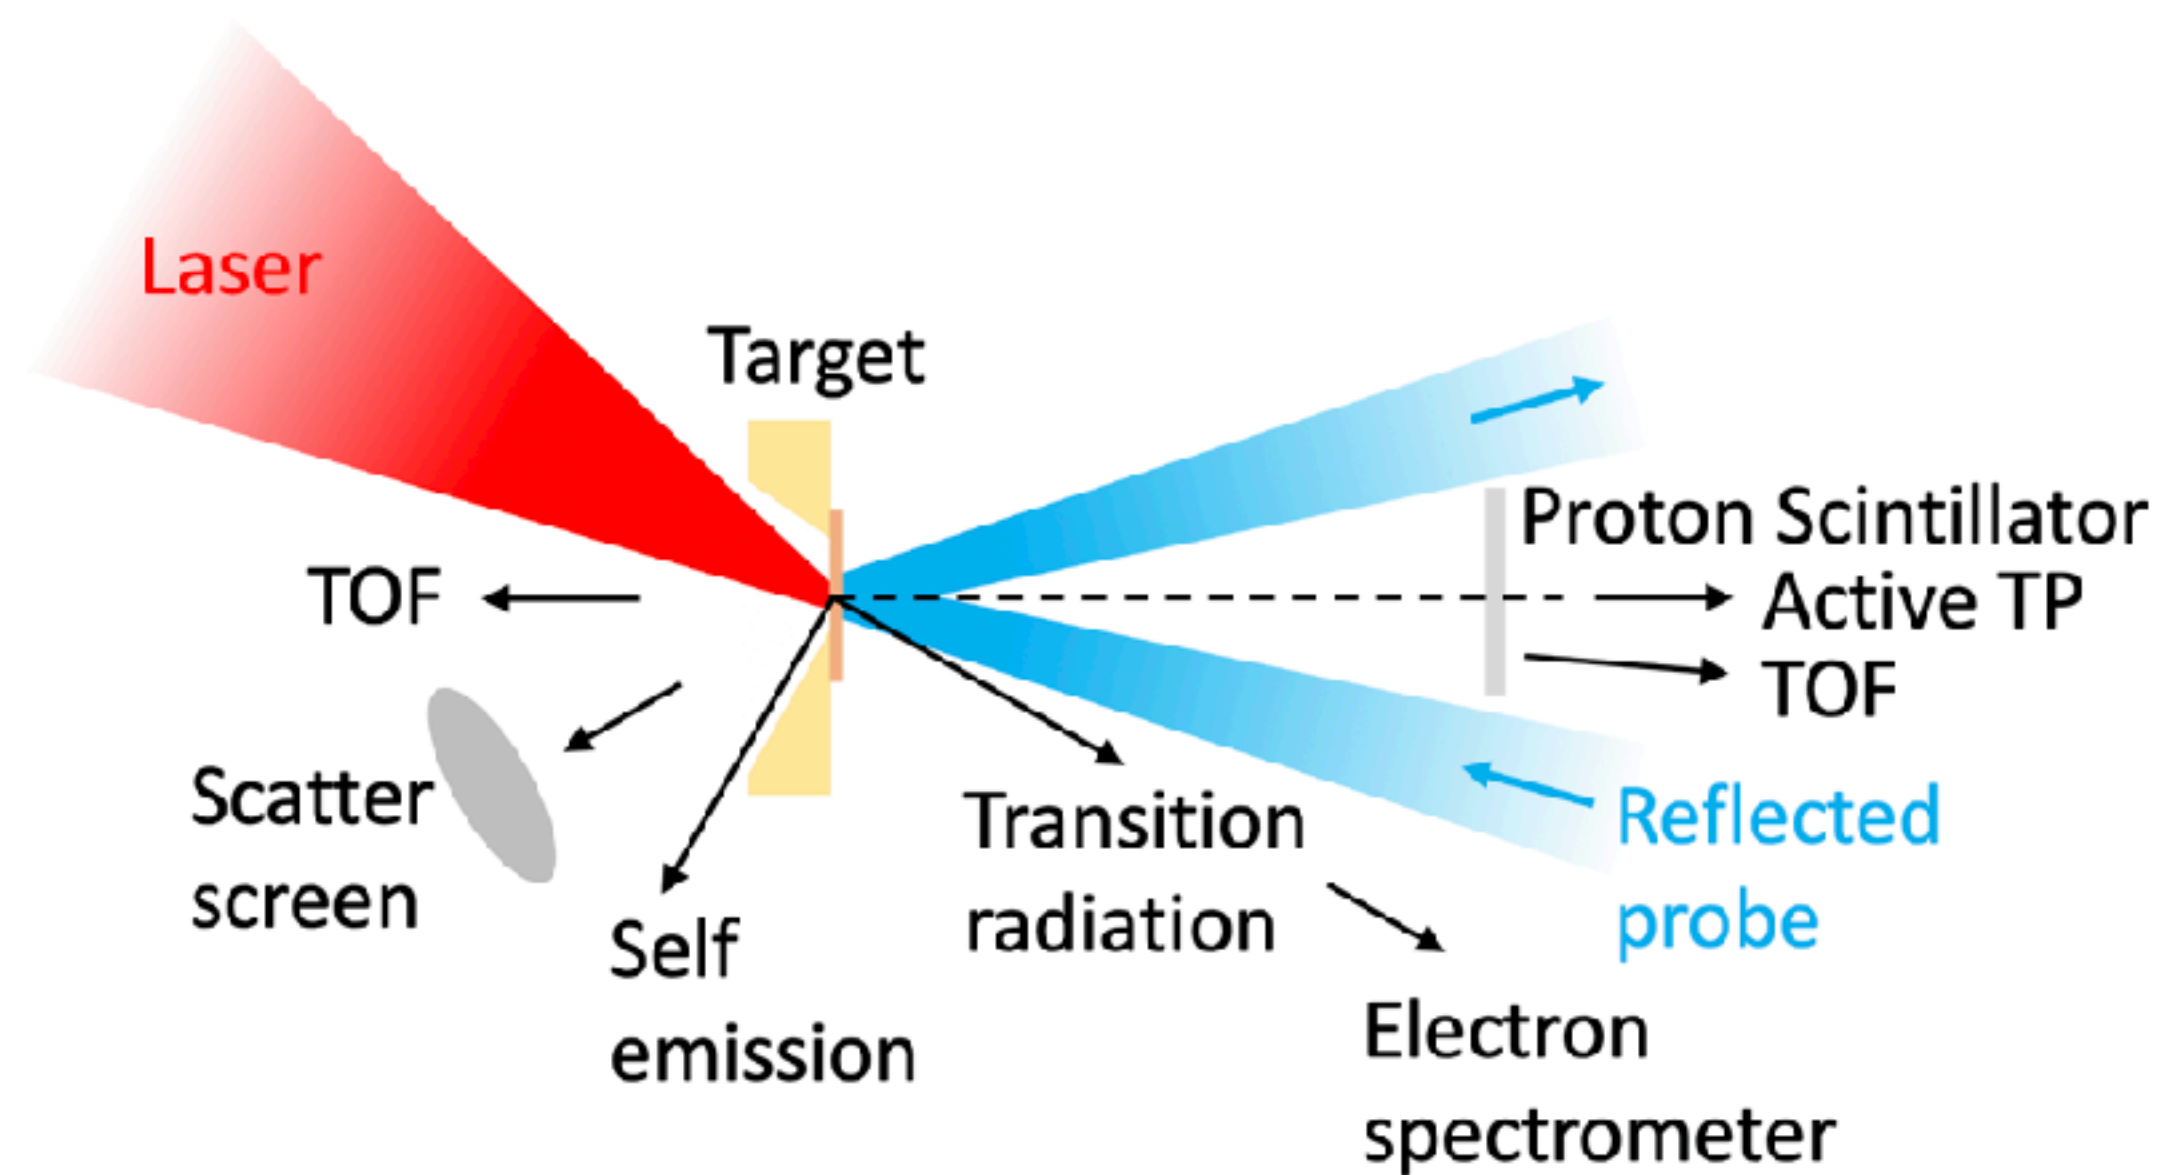 Laser
Target
Proton Scintillator
TOF
Active TP
TOF
Scatter
screen
Transition
radiation
Reflected
probe
Self
emission
Electron
spectrometer